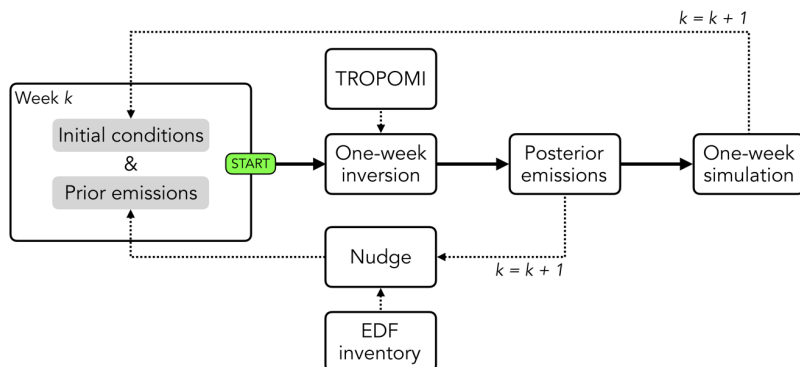 k = k + 1
Week k
TROPOMI
Initial conditions
&
Prior emissions
START
One-week
inversion
Posterior
emissions
One-week
simulation
Nudge
k = k + 1
EDF
inventory